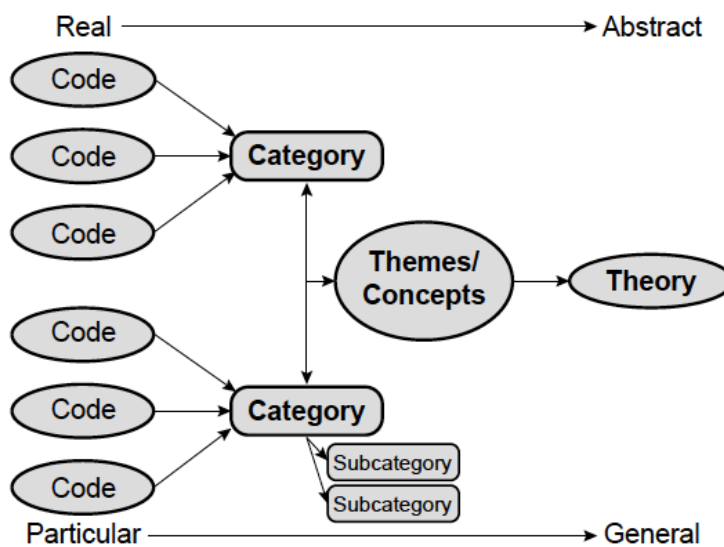 Real
Abstract
Code
Code
Category
Code
Themes/
Concepts
Theory
Code
Code
Category
Code
Subcategory
Subcategory
Particular
General